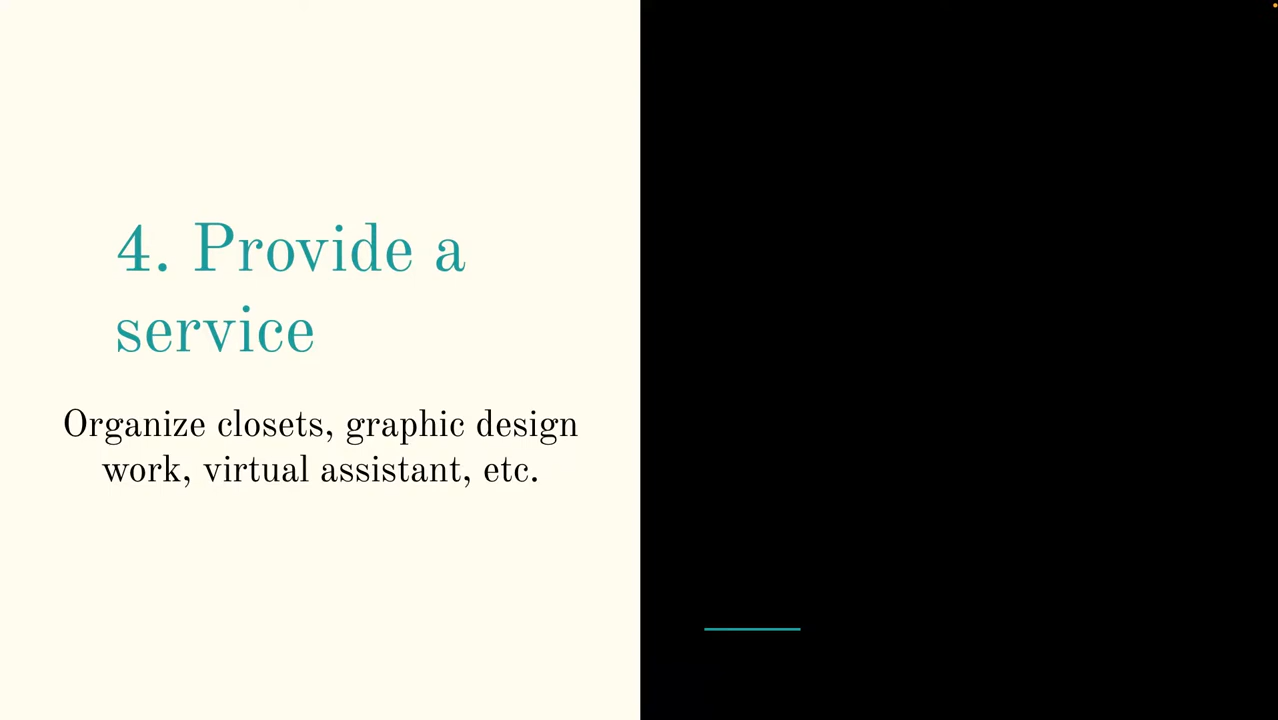 4. Provide a
service
Organize closets, graphic design
work, virtual assistant, etc.